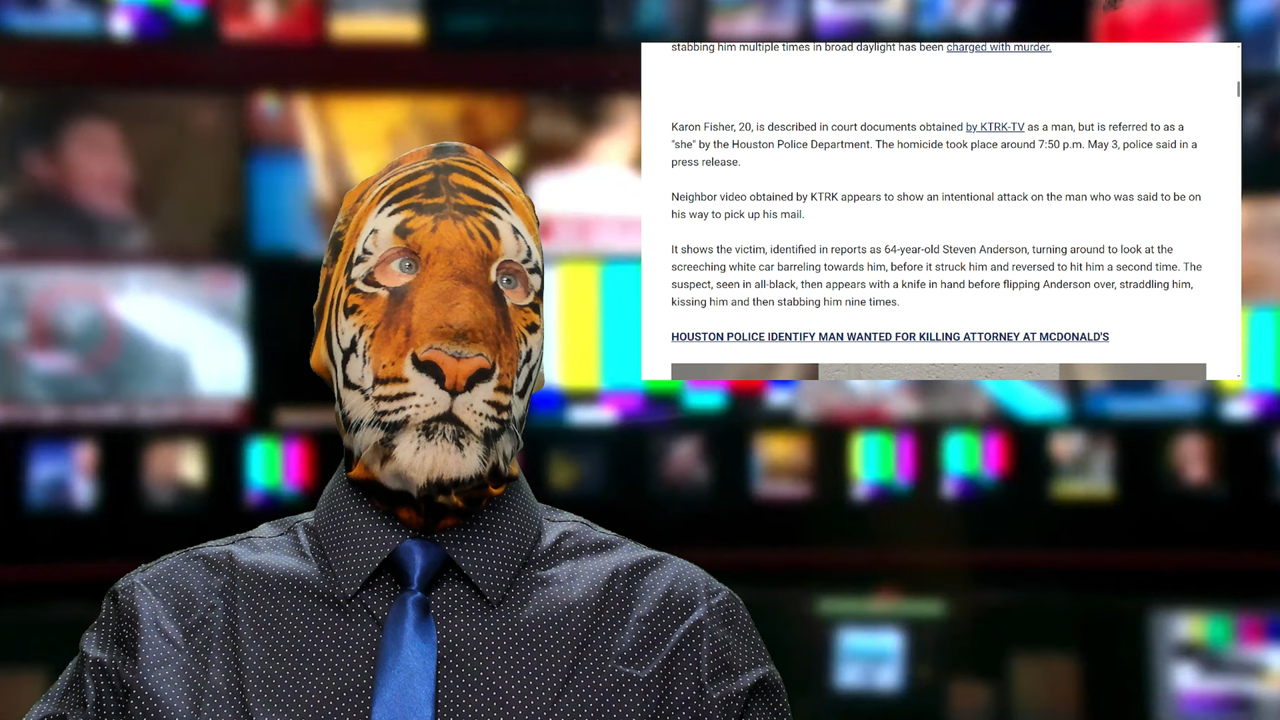 stabbing him multiple times in broad daylight has been charged with murder.
Karon Fisher, 20, is described in court documents obtained by KTRK-TV as a man, but is referred to as a
"she" by the Houston Police Department. The homicide took place around 7:50 p.m. May 3, police said in a
press release.
Neighbor video obtained by KTRK appears to show an intentional attack on the man who was said to be on
his way to pick up his mail.
It shows the victim, identified in reports as 64-year-old Steven Anderson, turning around to look at the
screeching white car barreling towards him, before it struck him and reversed to hit him a second time. The
suspect, seen in all-black, then appears with a knife in hand before flipping Anderson over, straddling him,
kissing him and then stabbing him nine times.
HOUSTON POLICE IDENTIFY MAN WANTED FOR KILLING ATTORNEY AT MCDONALD'S